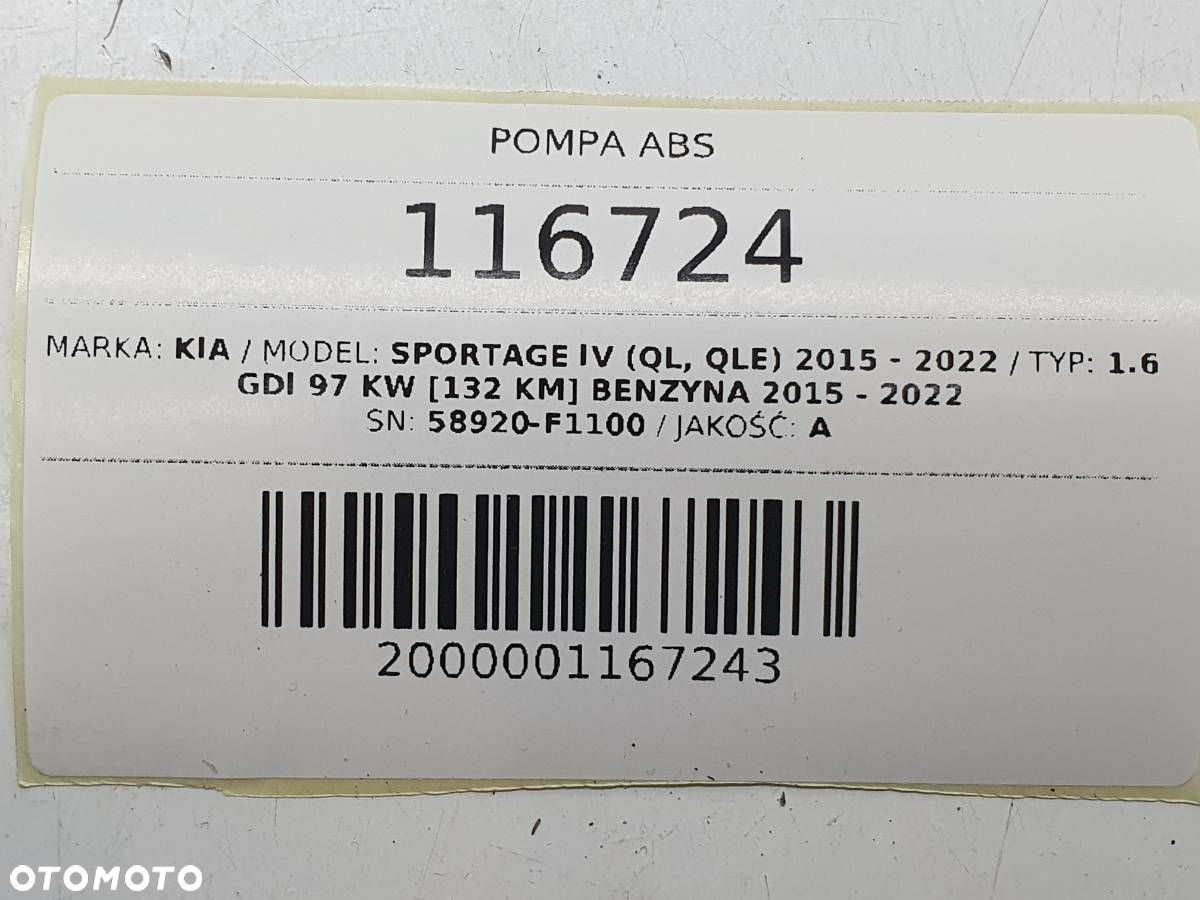 POMPA ABS
116724
MARKA: KIA / MODEL: SPORTAGE IV (QL, QLE) 2015 - 2022 / TYP: 1.6
GDI 97 KW [132 KM] BENZYNA 2015 - 2022
SN: 58920-F1100 / JAKOŚĆ: A
2000001167243
OTOMOTO